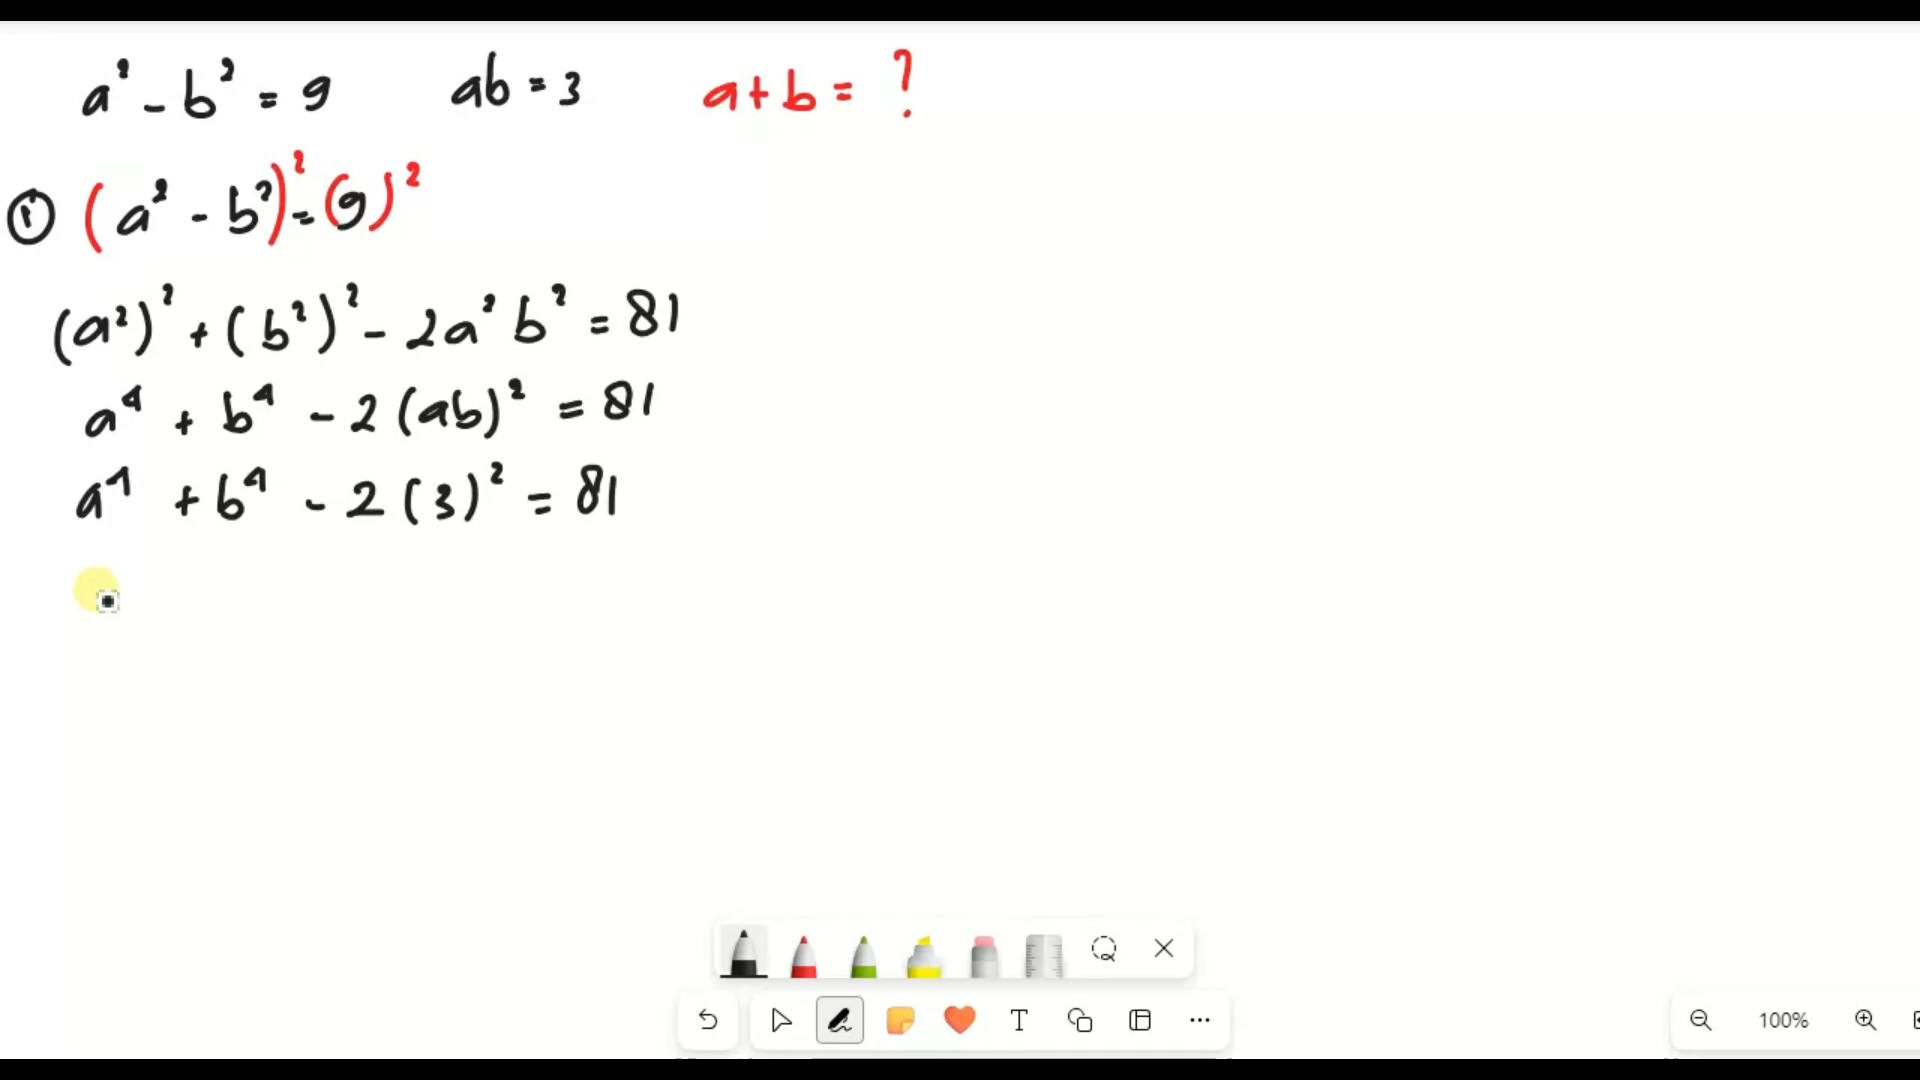 a² - b² = 9 ab = 3 a + b = ?
① (a² - b²)² = (9)²
(a²)² + (b²)² - 2a²b² = 81
a⁴ + b⁴ - 2(ab)² = 81
a⁴ + b⁴ - 2(3)² = 81
T
100%